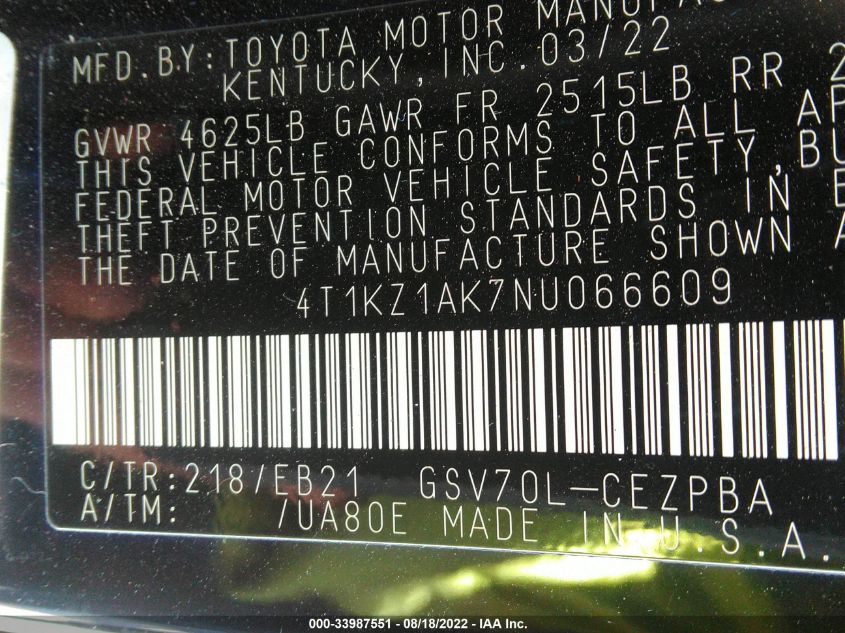 MFD.BY:TOYOTA MOTOR MANUFAC
KENTUCKY,INC.03/22
GVWR 4625LB GAWR FR 2515LB RR 2
THIS VEHICLE CONFORMS TO ALL AP
FEDERAL MOTOR VEHICLE SAFETY,BU
THEFT PREVENTION STANDARDS IN E
THE DATE OF MANUFACTURE SHOWN A
4T1KZ1AK7NU066609
C/TR:218/EB21 GSV70L-CEZPBA
A/TM: /UA80E MADE IN U.S.A.
000-33987551 - 08/18/2022 - IAA Inc.